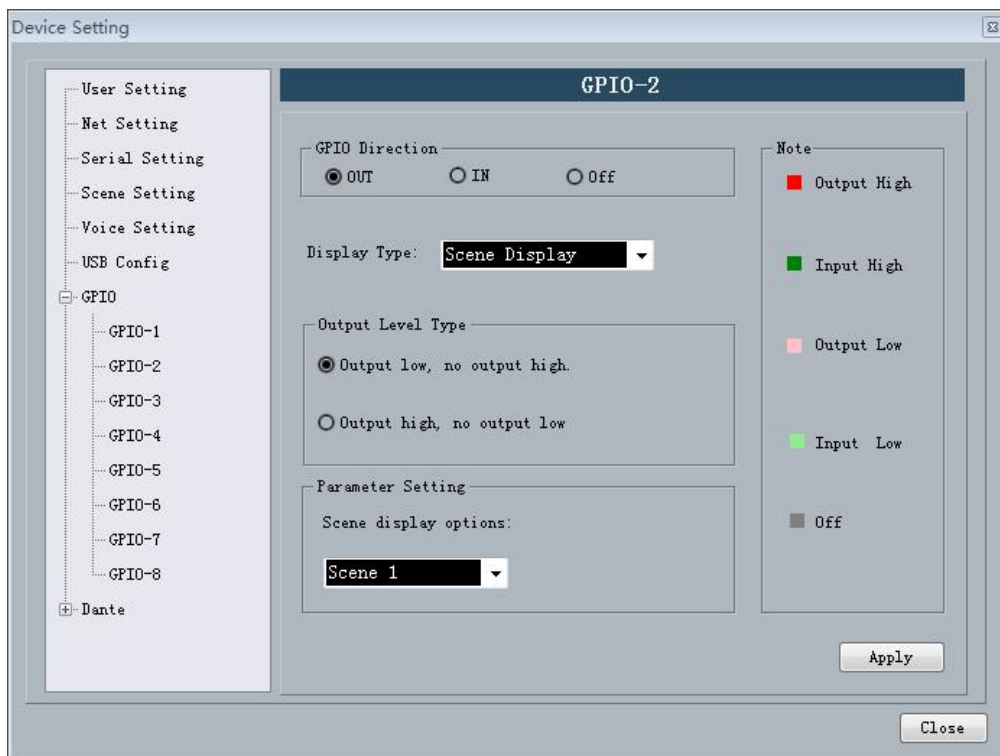 Device Setting
User Setting
Net Setting
Serial Setting
Scene Setting
Voice Setting
USB Config
GPIO
GPIO-1
GPIO-2
GPIO-3
GPIO-4
GPIO-5
GPIO-6
GPIO-7
GPIO-8
Dante
GPIO-2
GPIO Direction
OUT IN Off
Display Type: Scene Display
Output Level Type
Output low, no output high.
Output high, no output low
Parameter Setting
Scene display options:
Scene 1
Note
Output High
Input High
Output Low
Input Low
Off
Apply
Close